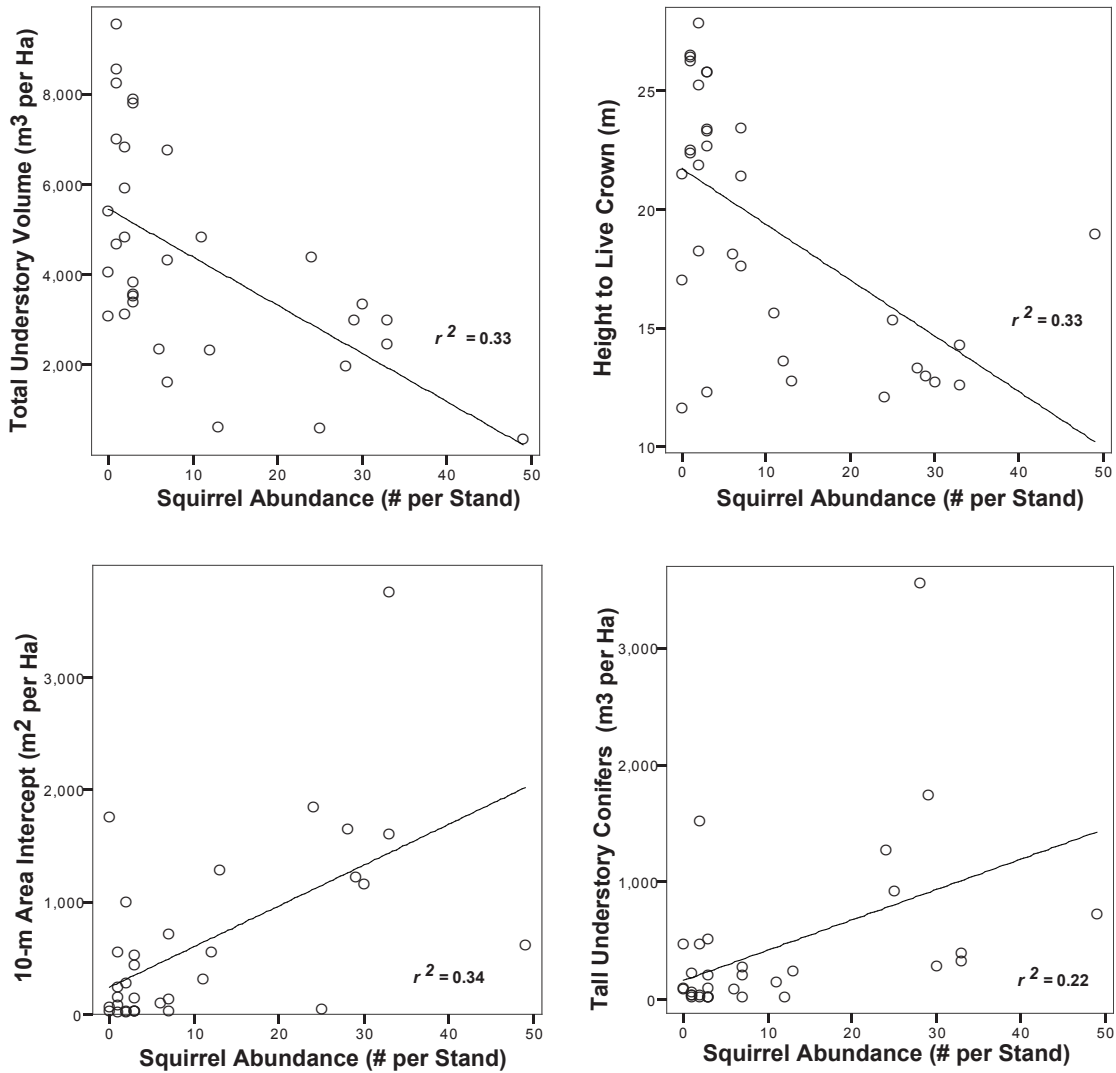 Total Understory Volume (m3 per Ha)
8,000
6,000
4,000
2,000
r 2 = 0.33
0 10 20 30 40 50
Squirrel Abundance (# per Stand)
Height to Live Crown (m)
25
20
15
10
r 2 = 0.33
0 10 20 30 40 50
Squirrel Abundance (# per Stand)
10-m Area Intercept (m2 per Ha)
3,000
2,000
1,000
0
r 2 = 0.34
0 10 20 30 40 50
Squirrel Abundance (# per Stand)
Tall Understory Conifers (m3 per Ha)
3,000
2,000
1,000
0
r 2 = 0.22
0 10 20 30 40 50
Squirrel Abundance (# per Stand)